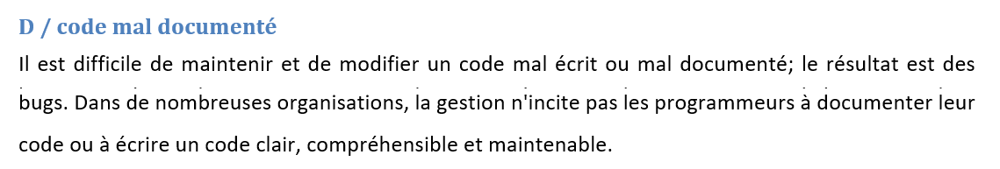 D / code mal documenté
Il est difficile de maintenir et de modifier un code mal écrit ou mal documenté; le résultat est des
bugs. Dans de nombreuses organisations, la gestion n'incite pas les programmeurs à documenter leur
code ou à écrire un code clair, compréhensible et maintenable.